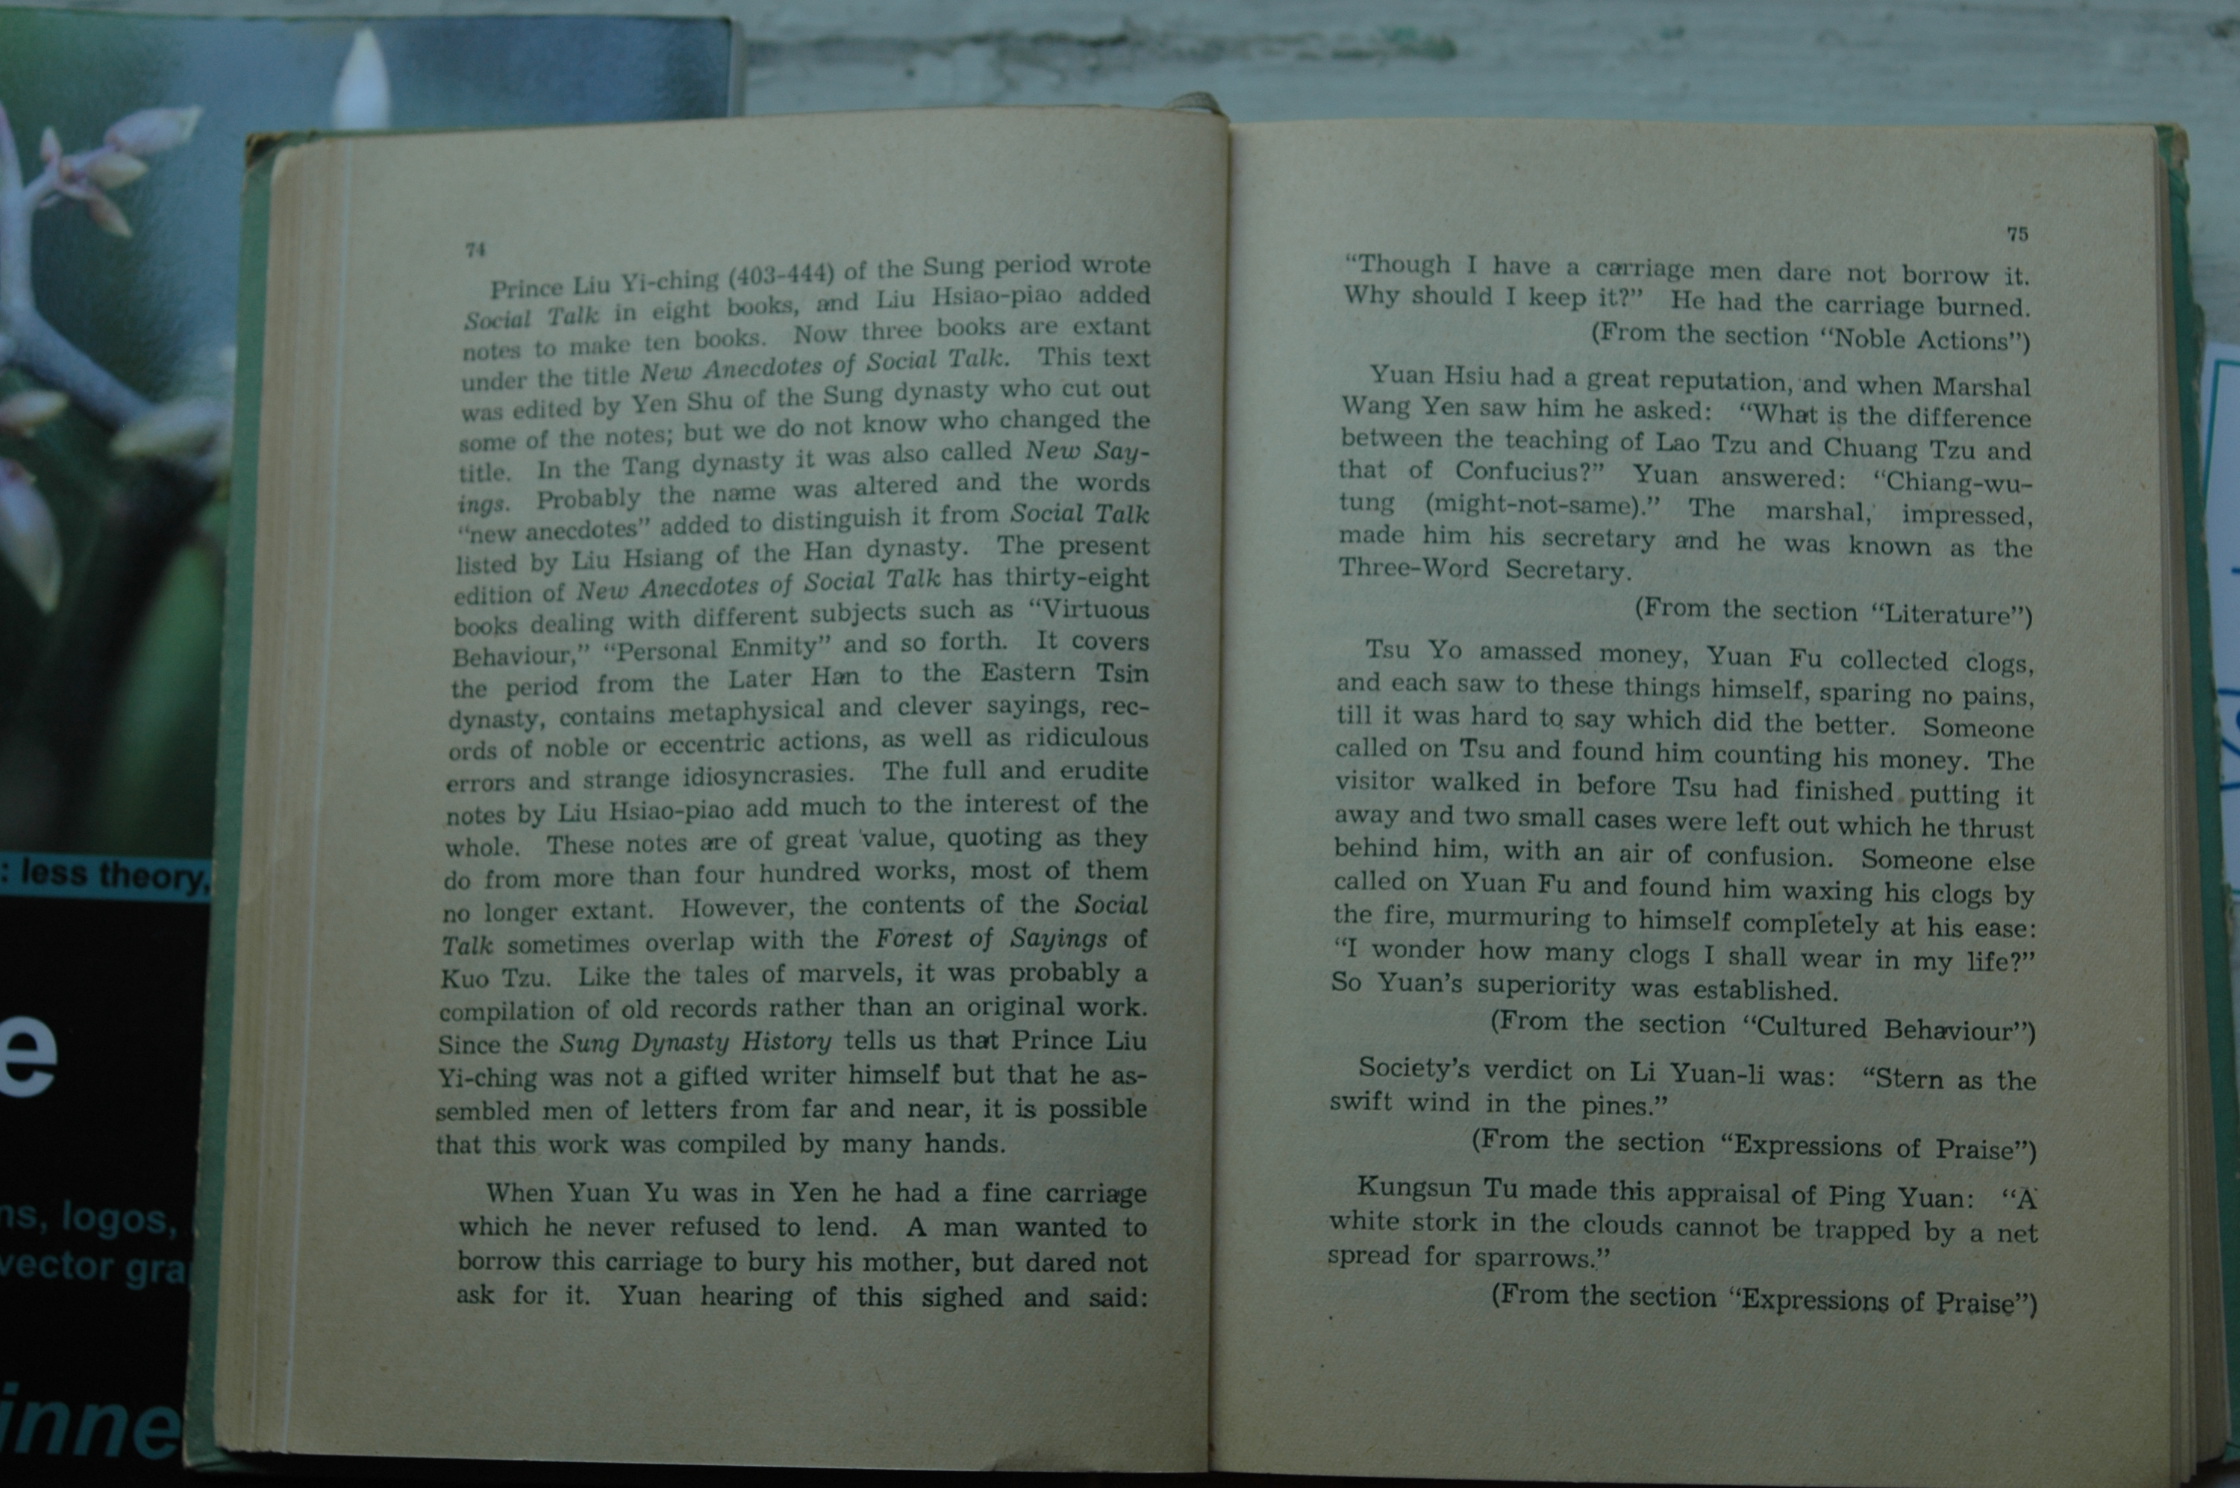 74
Prince Liu Yi-ching (403-444) of the Sung period wrote
Social Talk in eight books, and Liu Hsiao-piao added
notes to make ten books. Now three books are extant
under the title New Anecdotes of Social Talk. This text
was edited by Yen Shu of the Sung dynasty who cut out
some of the notes; but we do not know who changed the
title. In the Tang dynasty it was also called New Say-
ings. Probably the name was altered and the words
“new anecdotes” added to distinguish it from Social Talk
listed by Liu Hsiang of the Han dynasty. The present
edition of New Anecdotes of Social Talk has thirty-eight
books dealing with different subjects such as “Virtuous
Behaviour,” “Personal Enmity” and so forth. It covers
the period from the Later Han to the Eastern Tsin
dynasty, contains metaphysical and clever sayings, rec-
ords of noble or eccentric actions, as well as ridiculous
errors and strange idiosyncrasies. The full and erudite
notes by Liu Hsiao-piao add much to the interest of the
whole. These notes are of great value, quoting as they
do from more than four hundred works, most of them
no longer extant. However, the contents of the Social
Talk sometimes overlap with the Forest of Sayings of
Kuo Tzu. Like the tales of marvels, it was probably a
compilation of old records rather than an original work.
Since the Sung Dynasty History tells us that Prince Liu
Yi-ching was not a gifted writer himself but that he as-
sembled men of letters from far and near, it is possible
that this work was compiled by many hands.
When Yuan Yu was in Yen he had a fine carriage
which he never refused to lend. A man wanted to
borrow this carriage to bury his mother, but dared not
ask for it. Yuan hearing of this sighed and said:
75
“Though I have a carriage men dare not borrow it.
Why should I keep it?” He had the carriage burned.
(From the section “Noble Actions”)
Yuan Hsiu had a great reputation, and when Marshal
Wang Yen saw him he asked: “What is the difference
between the teaching of Lao Tzu and Chuang Tzu and
that of Confucius?” Yuan answered: “Chiang-wu-
tung (might-not-same).” The marshal, impressed,
made him his secretary and he was known as the
Three-Word Secretary.
(From the section “Literature”)
Tsu Yo amassed money, Yuan Fu collected clogs,
and each saw to these things himself, sparing no pains,
till it was hard to say which did the better. Someone
called on Tsu and found him counting his money. The
visitor walked in before Tsu had finished putting it
away and two small cases were left out which he thrust
behind him, with an air of confusion. Someone else
called on Yuan Fu and found him waxing his clogs by
the fire, murmuring to himself completely at his ease:
“I wonder how many clogs I shall wear in my life?”
So Yuan's superiority was established.
(From the section “Cultured Behaviour”)
Society's verdict on Li Yuan-li was: “Stern as the
swift wind in the pines.”
(From the section “Expressions of Praise”)
Kungsun Tu made this appraisal of Ping Yuan: “A
white stork in the clouds cannot be trapped by a net
spread for sparrows.”
(From the section “Expressions of Praise”)
: less theory,
e
ns, logos,
vector gra
inne